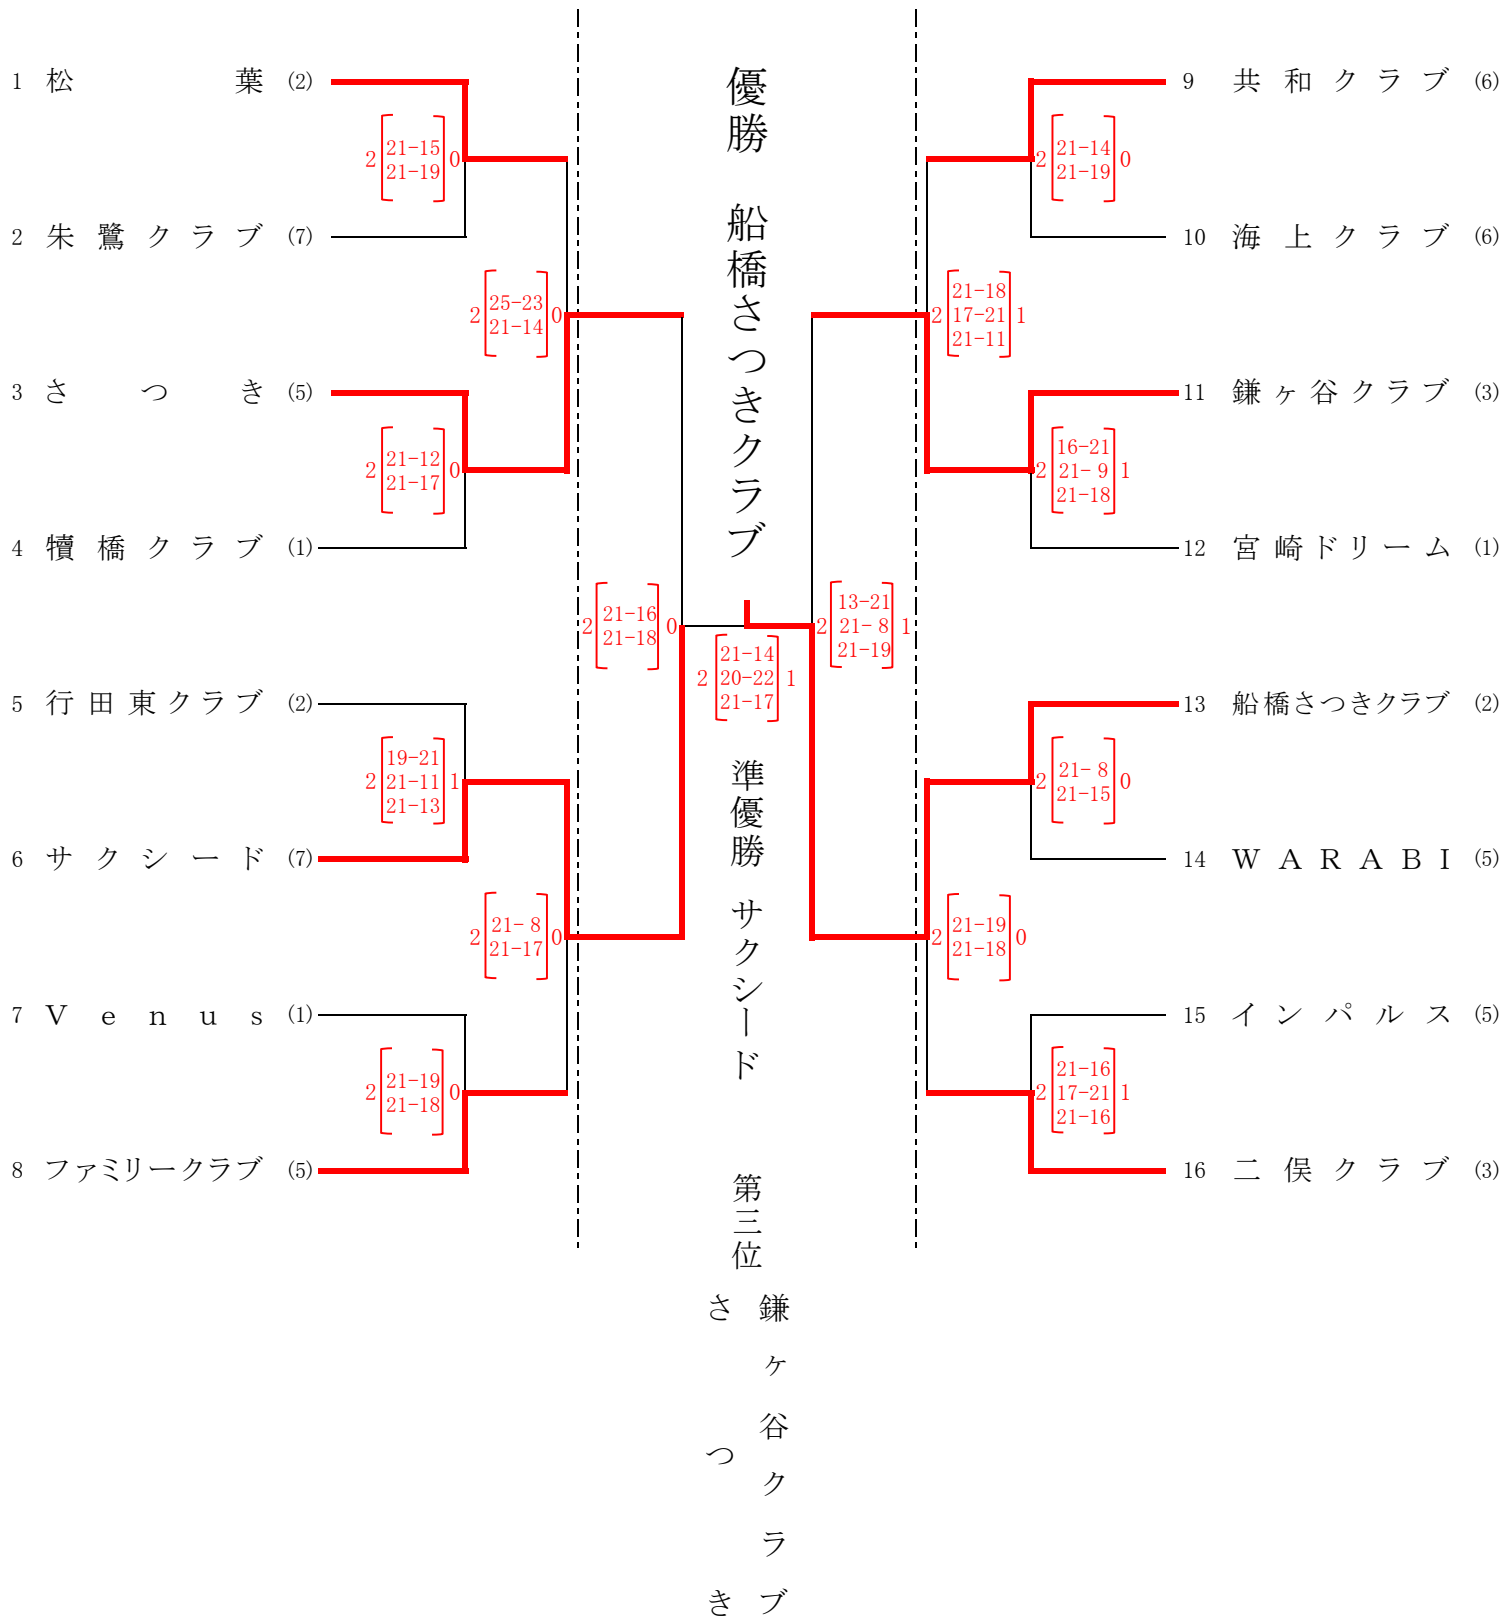 1 松葉 (2)
2 [21-15 21-19] 0
2 朱鷺クラブ (7)
2 [25-23 21-14] 0
3 さつき (5)
2 [21-12 21-17] 0
4 犢橋クラブ (1)
2 [21-16 21-18] 0
5 行田東クラブ (2)
2 [19-21 21-11 21-13] 1
6 サクシード (7)
2 [21- 8 21-17] 0
7 Venus (1)
2 [21-19 21-18] 0
8 ファミリークラブ (5)
優勝 船橋さつきクラブ
2 [21-14 20-22 21-17] 1
準優勝 サクシード
第三位
鎌ヶ谷クラブ
さつき
9 共和クラブ (6)
2 [21-14 21-19] 0
10 海上クラブ (6)
2 [21-18 17-21 21-11] 1
11 鎌ヶ谷クラブ (3)
2 [16-21 21- 9 21-18] 1
12 宮崎ドリーム (1)
2 [13-21 21- 8 21-19] 1
13 船橋さつきクラブ (2)
2 [21- 8 21-15] 0
14 WARABI (5)
2 [21-19 21-18] 0
15 インパルス (5)
2 [21-16 17-21 21-16] 1
16 二俣クラブ (3)